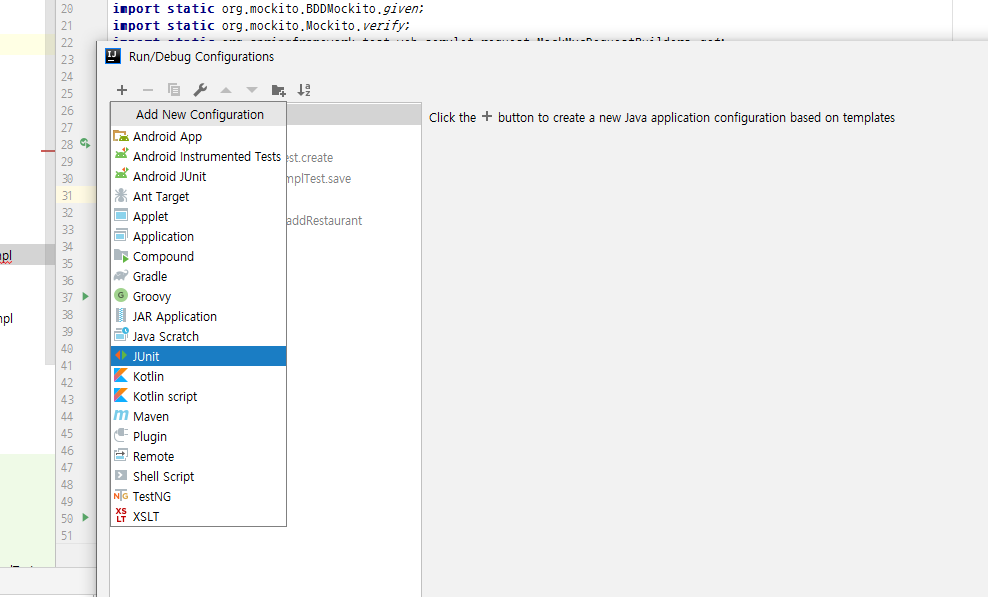 20 import static org.mockito.BDDMockito.given;
21 import static org.mockito.Mockito.verify;
22
Run/Debug Configurations
23
24
25
26
27
28
29
30
31
32
33
34
35
36
37
38
39
40
41
42
43
44
45
46
47
48
49
50
51
Add New Configuration
Click the + button to create a new Java application configuration based on templates
Android App
Android Instrumented Tests
est.create
Android JUnit
mplTest.save
Ant Target
Applet
addRestaurant
Application
Compound
Gradle
Groovy
JAR Application
Java Scratch
JUnit
Kotlin
Kotlin script
Maven
Plugin
Remote
Shell Script
TestNG
XSLT
mpl